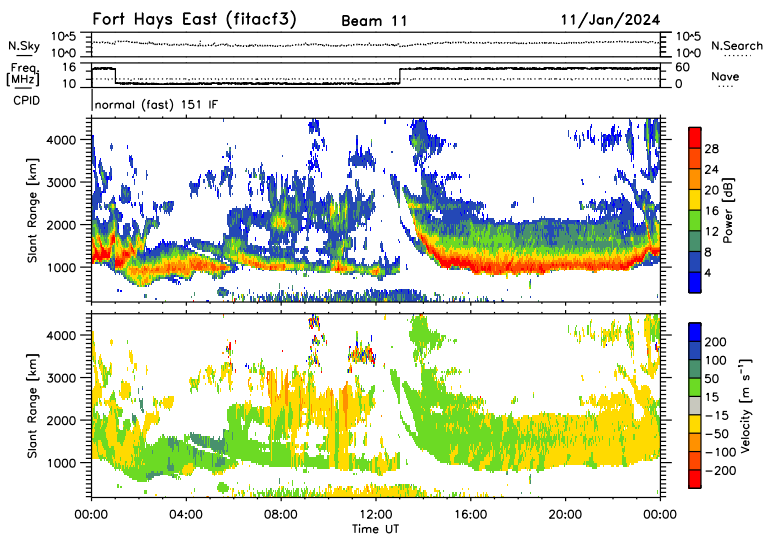 Fort Hays East (fitacf3) Beam 11 11/Jan/2024
N.Sky 10^5 10^0 10^5 10^0 N.Search
Freq. [MHz] 16 10 60 0 Nave
CPID normal (fast) 151 IF
Slant Range [km] 4000 3000 2000 1000
Power [dB] 28 24 20 16 12 8 4
Slant Range [km] 4000 3000 2000 1000
Velocity [m s⁻¹] 200 100 50 15 −15 −50 −100 −200
00:00 04:00 08:00 12:00 16:00 20:00 00:00
Time UT